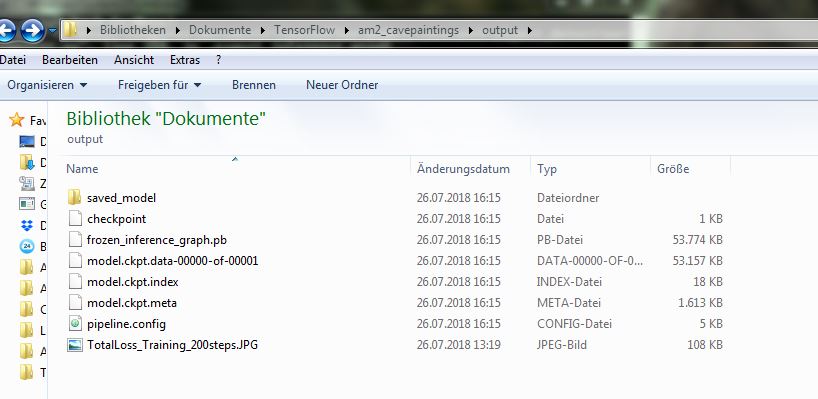 Bibliotheken Dokumente TensorFlow am2_cavepaintings output
Datei Bearbeiten Ansicht Extras ?
Organisieren Freigeben für Brennen Neuer Ordner
Bibliothek "Dokumente"
output
Name Änderungsdatum Typ Größe
saved_model 26.07.2018 16:15 Dateiordner
checkpoint 26.07.2018 16:15 Datei 1 KB
frozen_inference_graph.pb 26.07.2018 16:15 PB-Datei 53.774 KB
model.ckpt.data-00000-of-00001 26.07.2018 16:15 DATA-00000-OF-0... 53.157 KB
model.ckpt.index 26.07.2018 16:15 INDEX-Datei 18 KB
model.ckpt.meta 26.07.2018 16:15 META-Datei 1.613 KB
pipeline.config 26.07.2018 16:15 CONFIG-Datei 5 KB
TotalLoss_Training_200steps.JPG 26.07.2018 13:19 JPEG-Bild 108 KB
Fav
D
D
Z
G
D
24 B
A
A
C
L
A
T